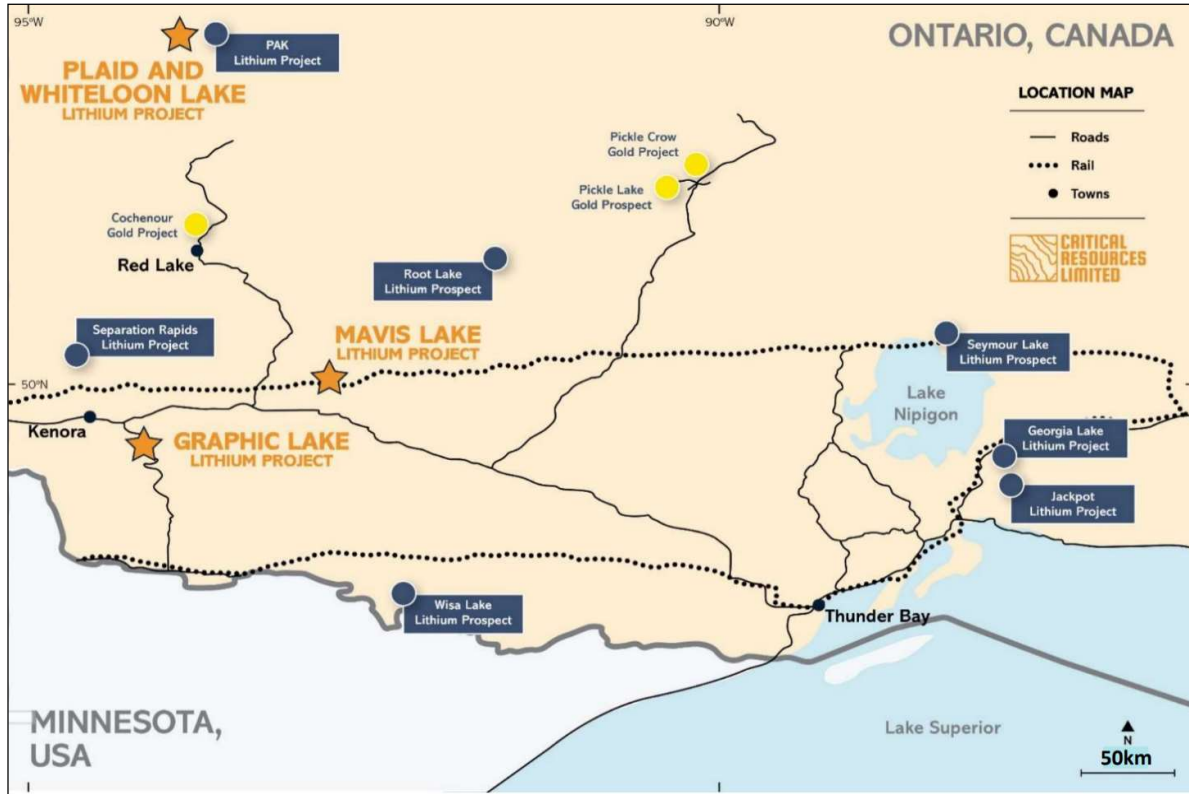 95°W
90°W
ONTARIO, CANADA
PAK
Lithium Project
PLAID AND
WHITELOON LAKE
LITHIUM PROJECT
LOCATION MAP
Roads
Rail
Towns
CRITICAL
RESOURCES
LIMITED
Pickle Crow
Gold Project
Pickle Lake
Gold Prospect
Cochenour
Gold Project
Red Lake
Root Lake
Lithium Prospect
Separation Rapids
Lithium Project
MAVIS LAKE
LITHIUM PROJECT
Seymour Lake
Lithium Prospect
50°N
Lake
Nipigon
Kenora
GRAPHIC LAKE
LITHIUM PROJECT
Georgia Lake
Lithium Project
Jackpot
Lithium Project
Wisa Lake
Lithium Prospect
Thunder Bay
MINNESOTA,
USA
Lake Superior
N
50km